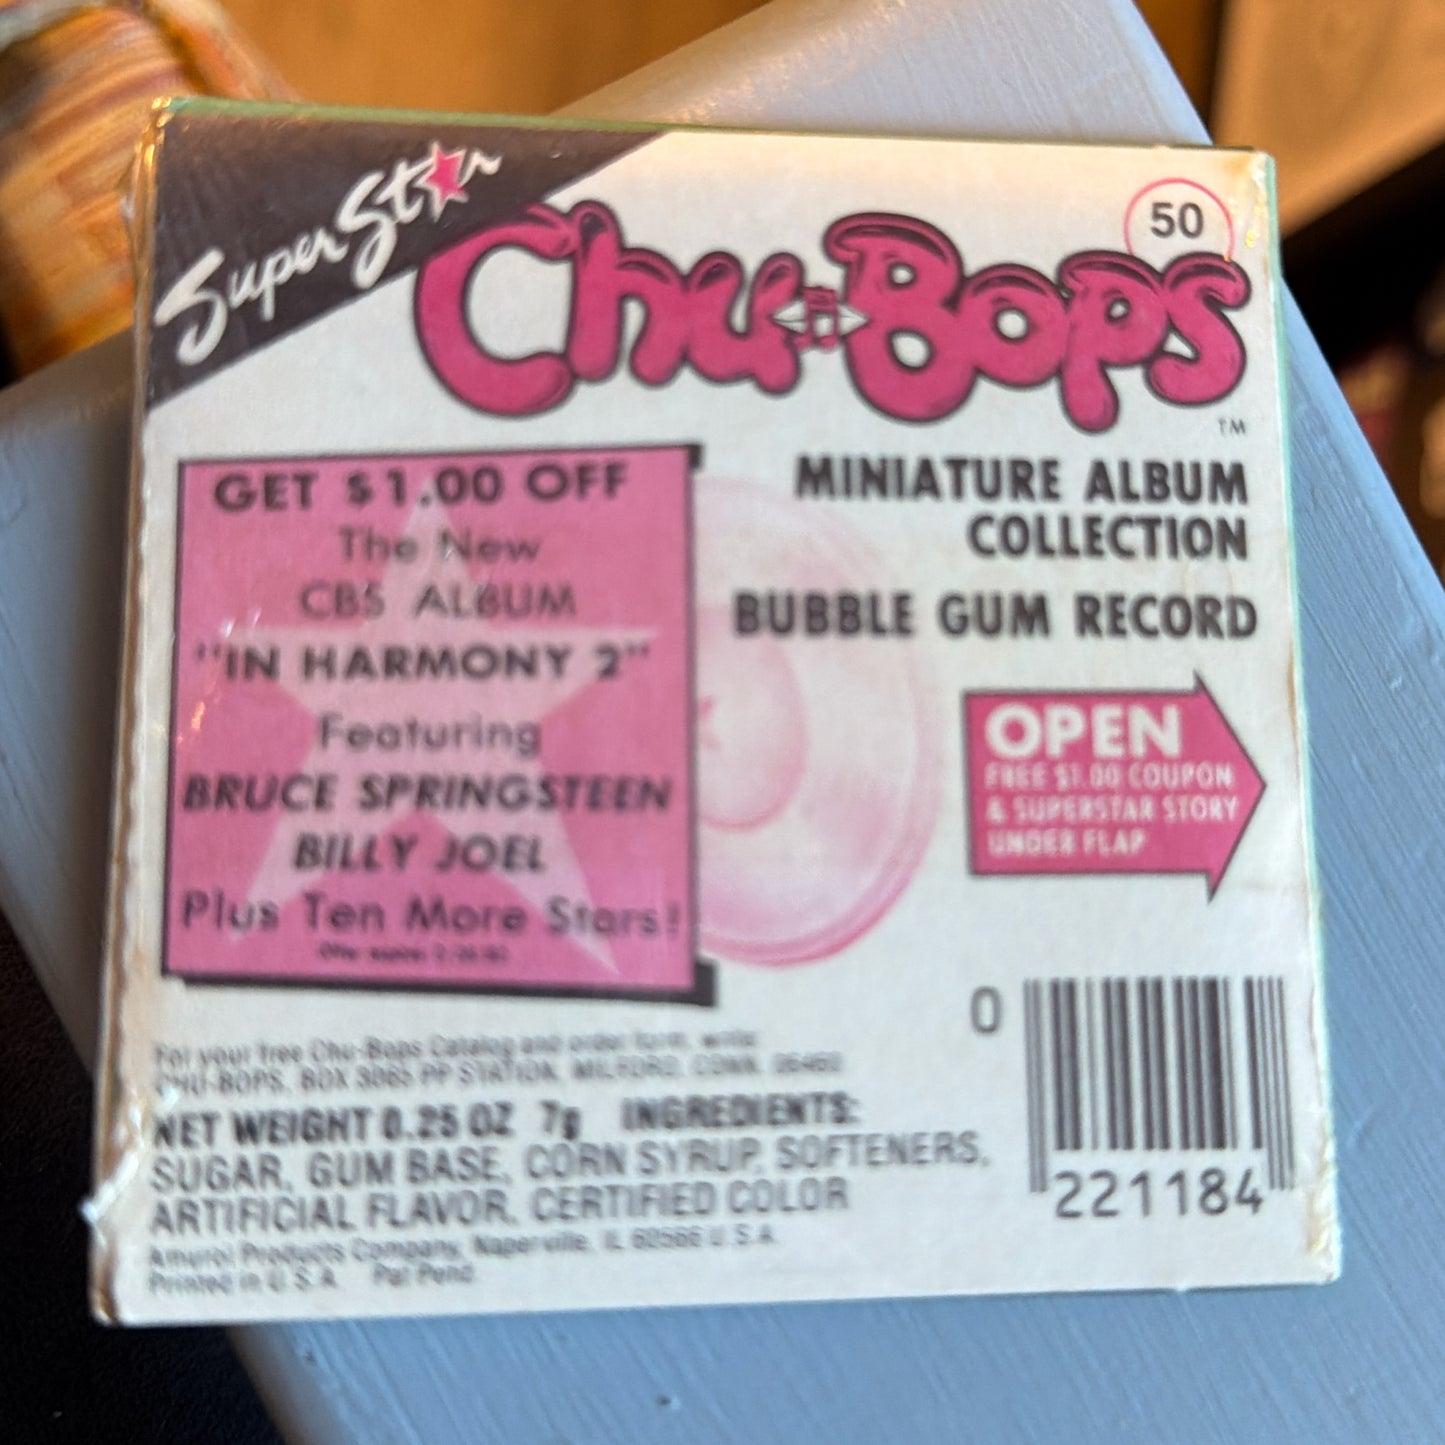 SuperStar
Chu-Bops
50
TM
MINIATURE ALBUM
COLLECTION
BUBBLE GUM RECORD
GET $1.00 OFF
The New
CBS ALBUM
"IN HARMONY 2"
Featuring
BRUCE SPRINGSTEEN
BILLY JOEL
Plus Ten More Stars!
Offer expires
OPEN
FREE $1.00 COUPON
& SUPERSTAR STORY
UNDER FLAP
For your free Chu-Bops Catalog and order form, write:
CHU-BOPS, BOX 3065 PP STATION, MILFORD, CONN. 06460
NET WEIGHT 0.25 OZ 7g INGREDIENTS:
SUGAR, GUM BASE, CORN SYRUP, SOFTENERS,
ARTIFICIAL FLAVOR, CERTIFIED COLOR
Amurol Products Company, Naperville, IL 60566 U.S.A.
Printed in U.S.A. Pat Pend.
0
221184